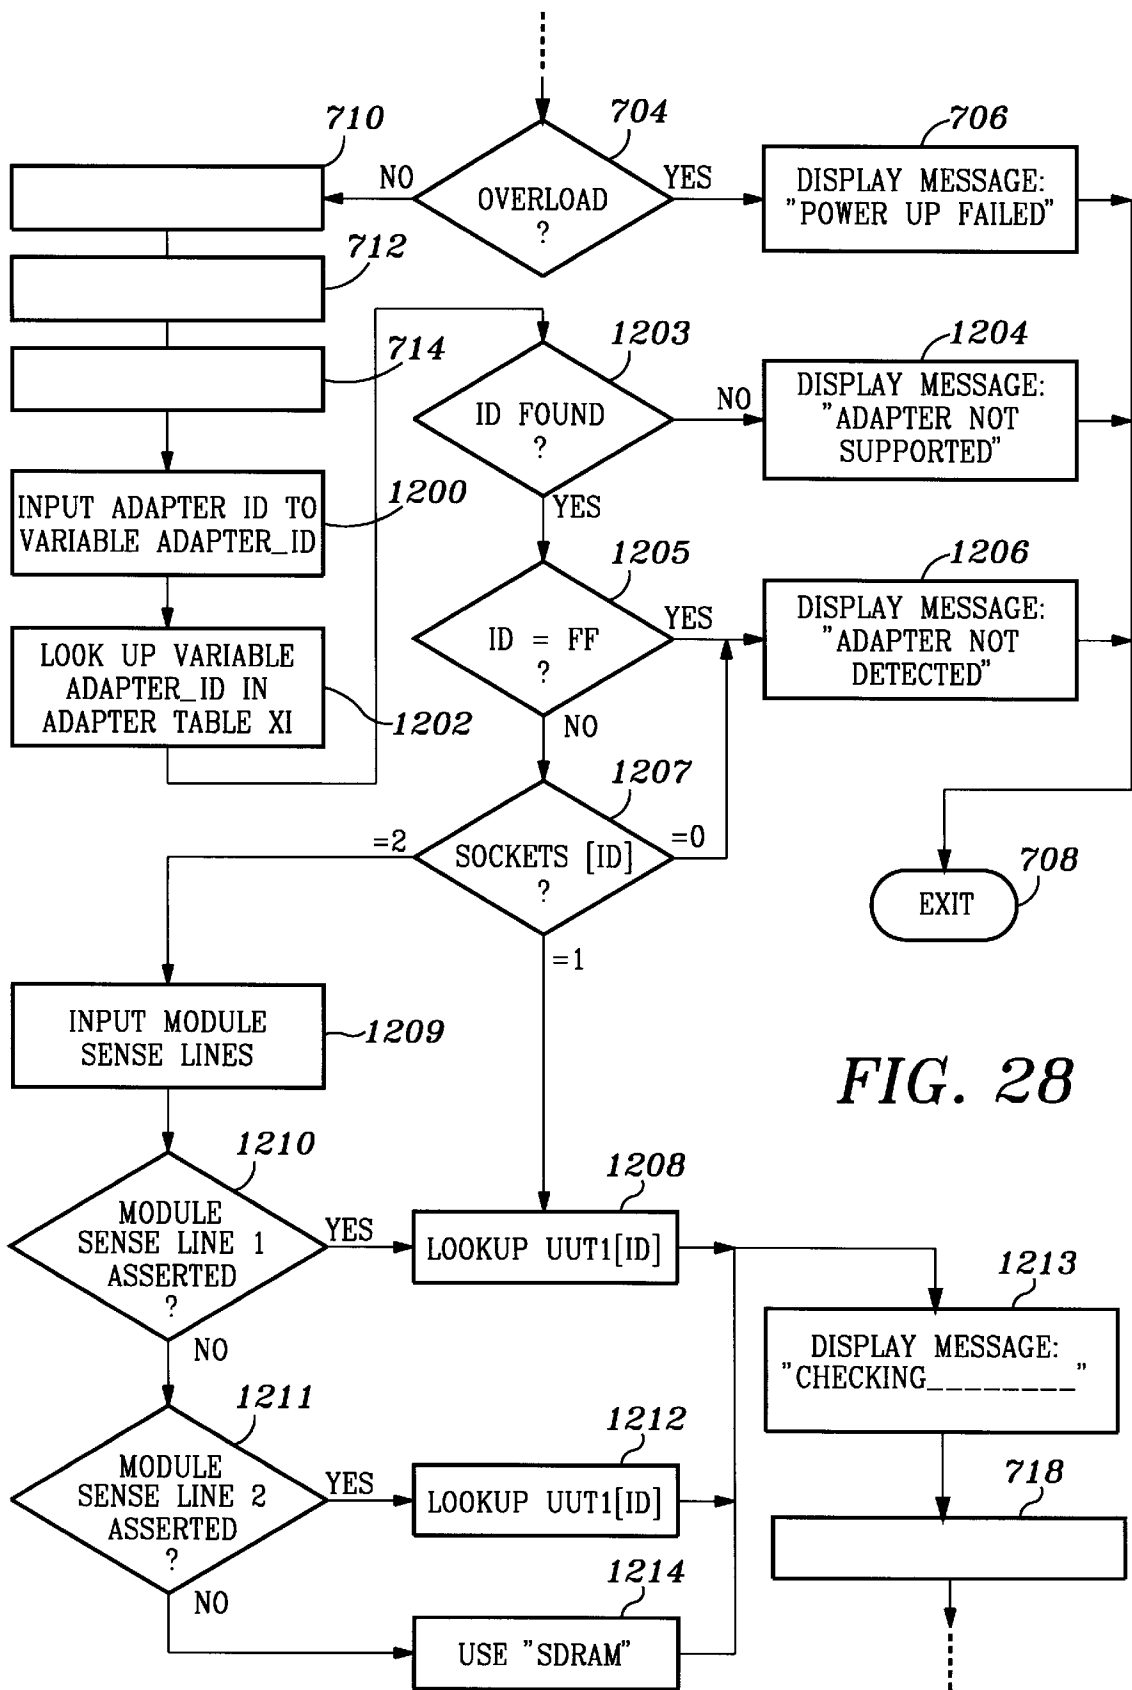 710
704
706
NO
OVERLOAD
?
YES
DISPLAY MESSAGE:
"POWER UP FAILED"
712
714
1203
1204
ID FOUND
?
NO
DISPLAY MESSAGE:
"ADAPTER NOT
SUPPORTED"
YES
INPUT ADAPTER ID TO
VARIABLE ADAPTER_ID
1200
1205
1206
ID = FF
?
YES
DISPLAY MESSAGE:
"ADAPTER NOT
DETECTED"
NO
LOOK UP VARIABLE
ADAPTER_ID IN
ADAPTER TABLE XI
1202
1207
=2
SOCKETS [ID]
?
=0
=1
EXIT
708
INPUT MODULE
SENSE LINES
1209
FIG. 28
1210
MODULE
SENSE LINE 1
ASSERTED
?
YES
NO
1208
LOOKUP UUT1[ID]
1213
DISPLAY MESSAGE:
"CHECKING_________"
1211
MODULE
SENSE LINE 2
ASSERTED
?
YES
NO
1212
LOOKUP UUT1[ID]
718
1214
USE "SDRAM"